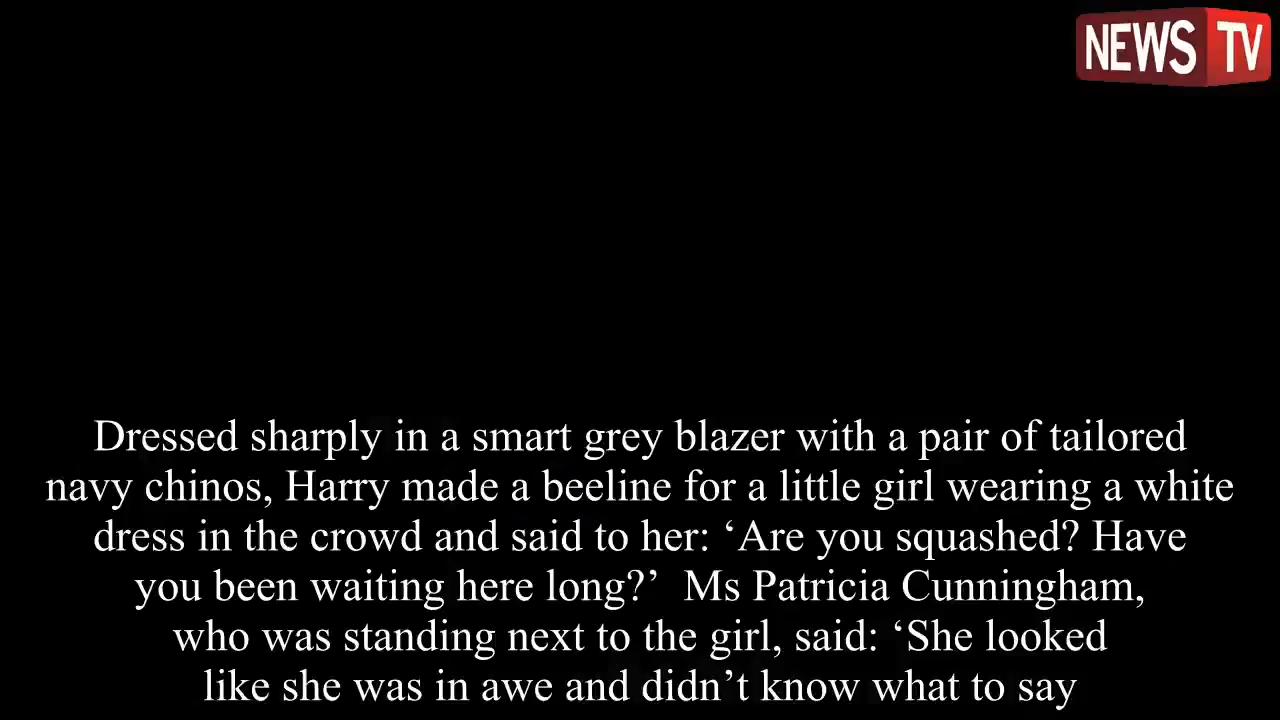 NEWS TV
Dressed sharply in a smart grey blazer with a pair of tailored
navy chinos, Harry made a beeline for a little girl wearing a white
dress in the crowd and said to her: ‘Are you squashed? Have
you been waiting here long?’  Ms Patricia Cunningham,
who was standing next to the girl, said: ‘She looked
like she was in awe and didn’t know what to say